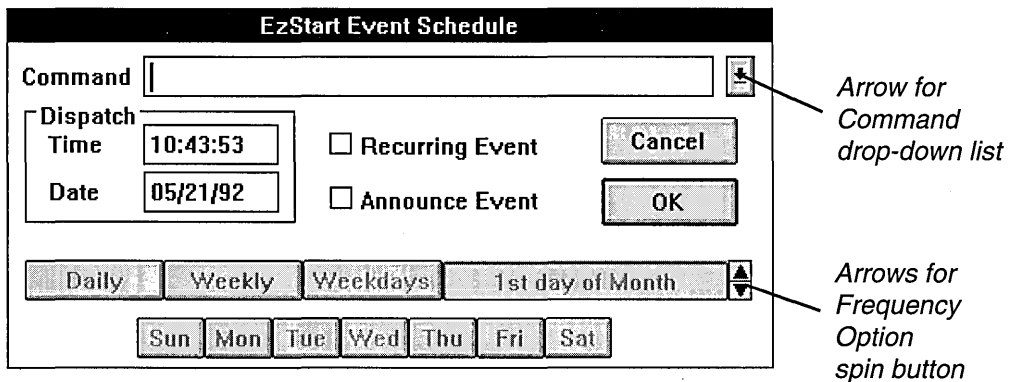 EzStart Event Schedule
Command
Dispatch
Time 10:43:53
Date 05/21/92
Recurring Event
Announce Event
Cancel
OK
Daily Weekly Weekdays 1st day of Month
Sun Mon Tue Wed Thu Fri Sat
Arrow for
Command
drop-down list
Arrows for
Frequency
Option
spin button